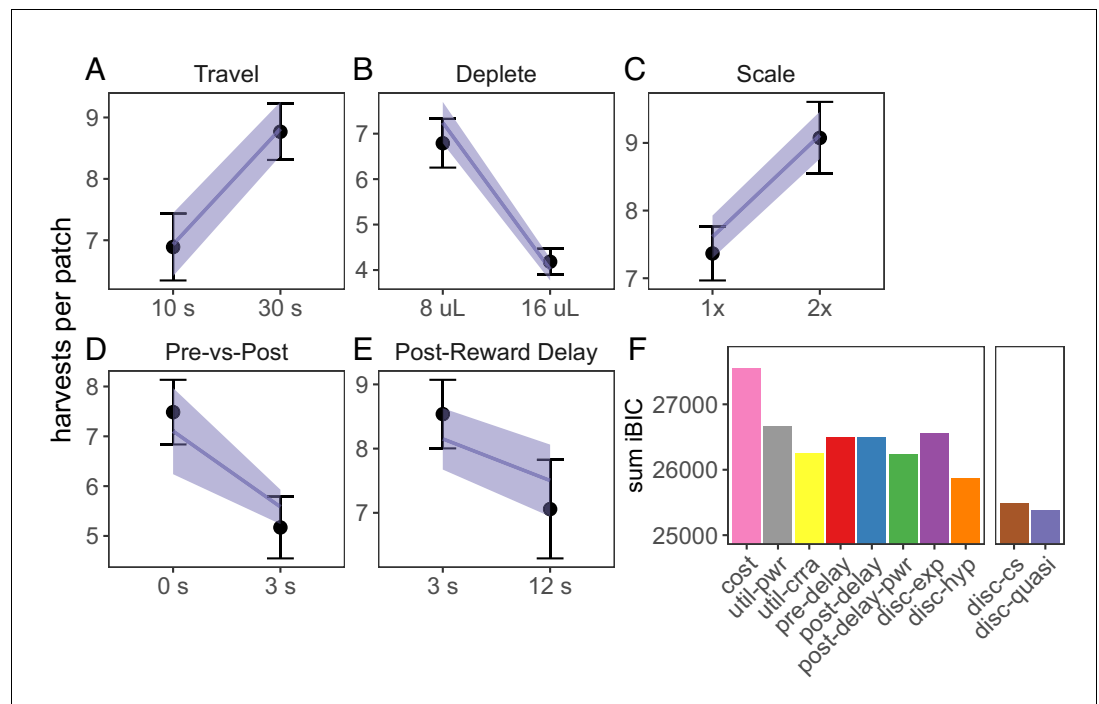 A Travel
B Deplete
C Scale
harvests per patch
9
8
7
10 s 30 s
7
6
5
4
8 uL 16 uL
9
8
7
1x 2x
D Pre-vs-Post
E Post-Reward Delay
F
8
7
6
5
0 s 3 s
9
8
7
3 s 12 s
sum iBIC
27000
26000
25000
cost
util-pwr
util-crra
pre-delay
post-delay
post-delay-pwr
disc-exp
disc-hyp
disc-cs
disc-quasi